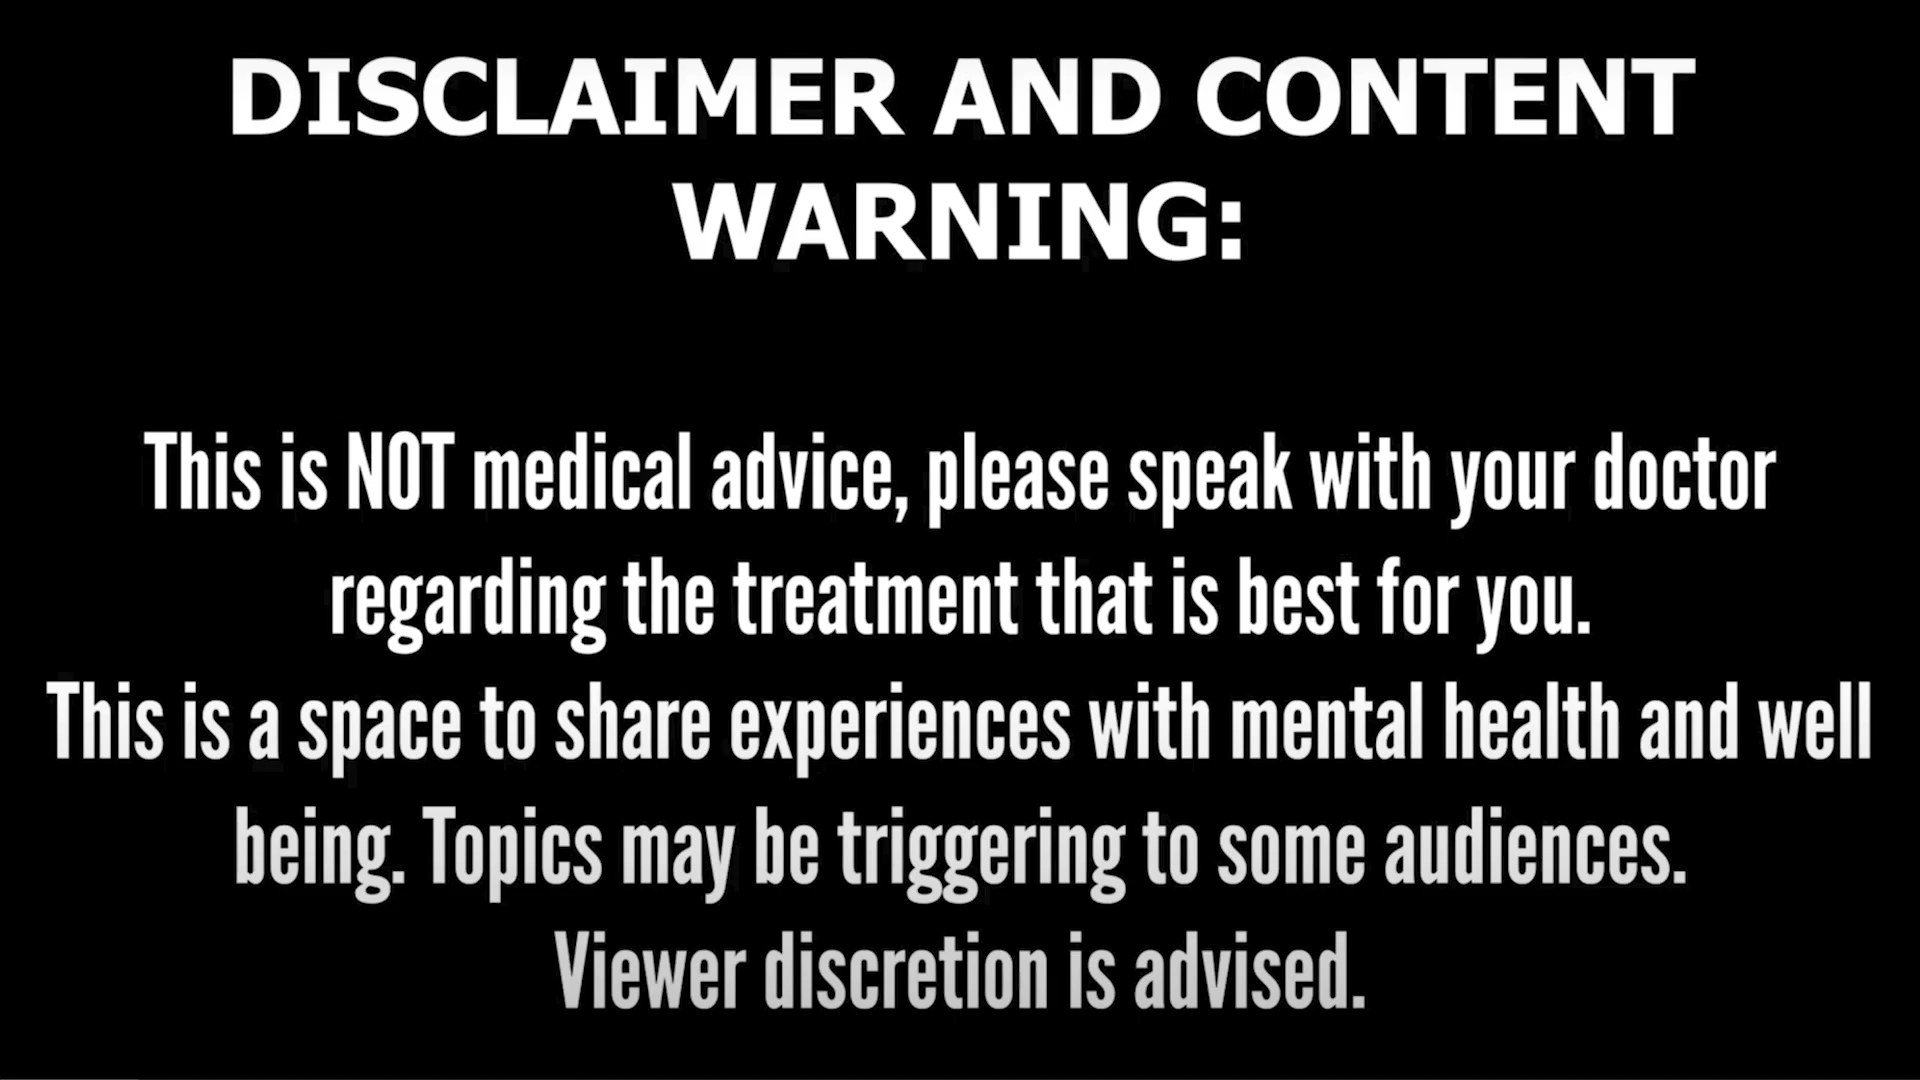 DISCLAIMER AND CONTENT
WARNING:
This is NOT medical advice, please speak with your doctor
regarding the treatment that is best for you.
This is a space to share experiences with mental health and well
being. Topics may be triggering to some audiences.
Viewer discretion is advised.